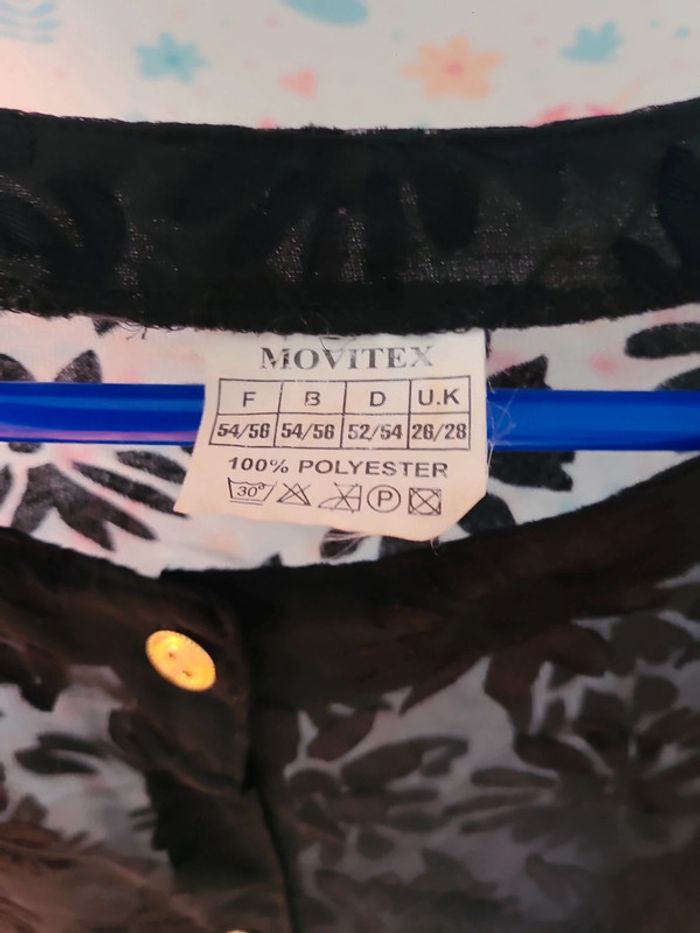 MOVITEX
F B D U.K
54/56 54/56 52/54 26/28
100% POLYESTER
30° P